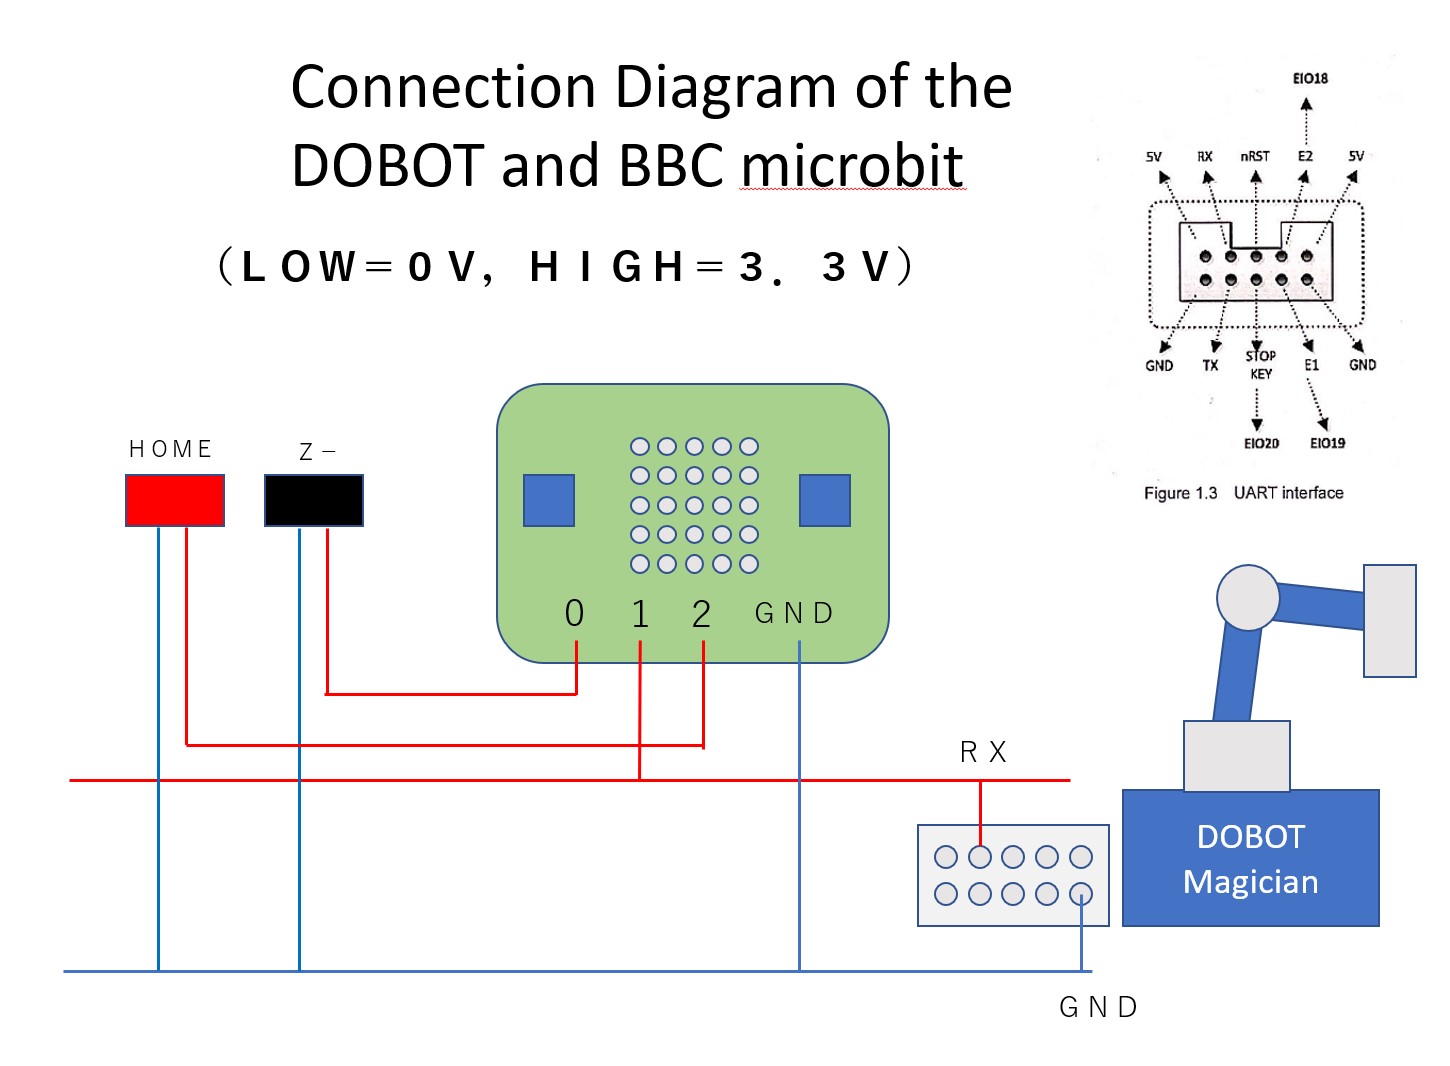 Connection Diagram of the
DOBOT and BBC microbit
（ＬＯＷ＝０Ｖ，ＨＩＧＨ＝３．３Ｖ）
EIO18
5V RX nRST E2 5V
GND TX STOP KEY E1 GND
EIO20 EIO19
Figure 1.3 UART interface
ＨＯＭＥ
Ｚ－
0 1 2 ＧＮＤ
ＲＸ
DOBOT
Magician
ＧＮＤ